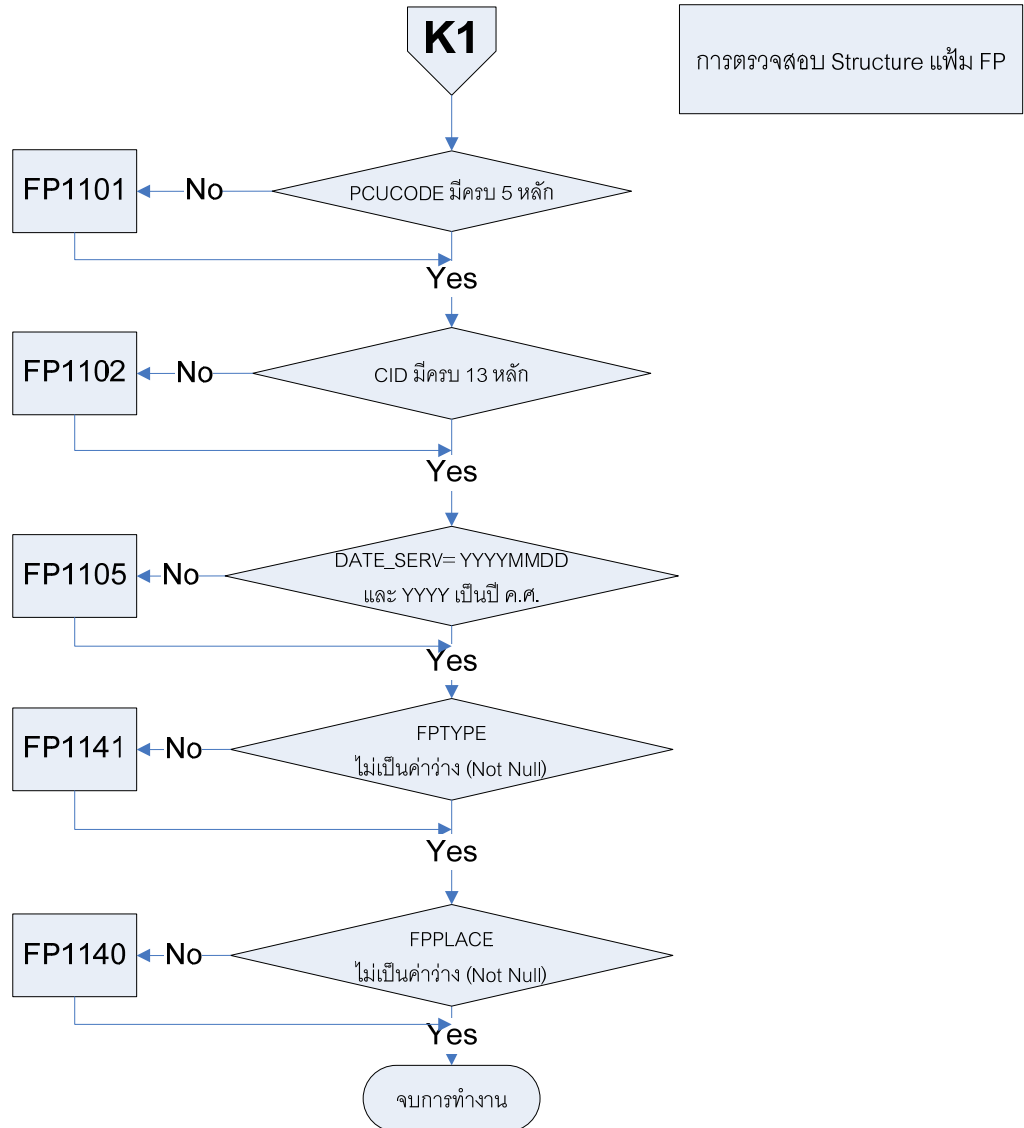 K1
การตรวจสอบ Structure แฟ้ม FP
PCUCODE มีครบ 5 หลัก
No
FP1101
Yes
CID มีครบ 13 หลัก
No
FP1102
Yes
DATE_SERV= YYYYMMDD
และ YYYY เป็นปี ค.ศ.
No
FP1105
Yes
FPTYPE
ไม่เป็นค่าว่าง (Not Null)
No
FP1141
Yes
FPPLACE
ไม่เป็นค่าว่าง (Not Null)
No
FP1140
Yes
จบการทำงาน